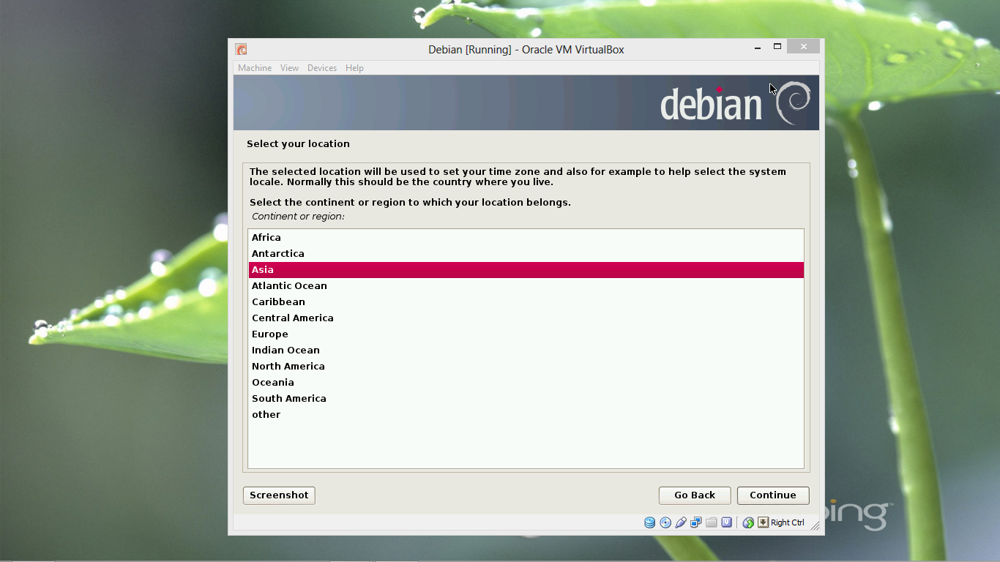 Debian [Running] - Oracle VM VirtualBox
Machine View Devices Help
debian
Select your location
The selected location will be used to set your time zone and also for example to help select the system
locale. Normally this should be the country where you live.
Select the continent or region to which your location belongs.
Continent or region:
Africa
Antarctica
Asia
Atlantic Ocean
Caribbean
Central America
Europe
Indian Ocean
North America
Oceania
South America
other
Screenshot Go Back Continue
Right Ctrl